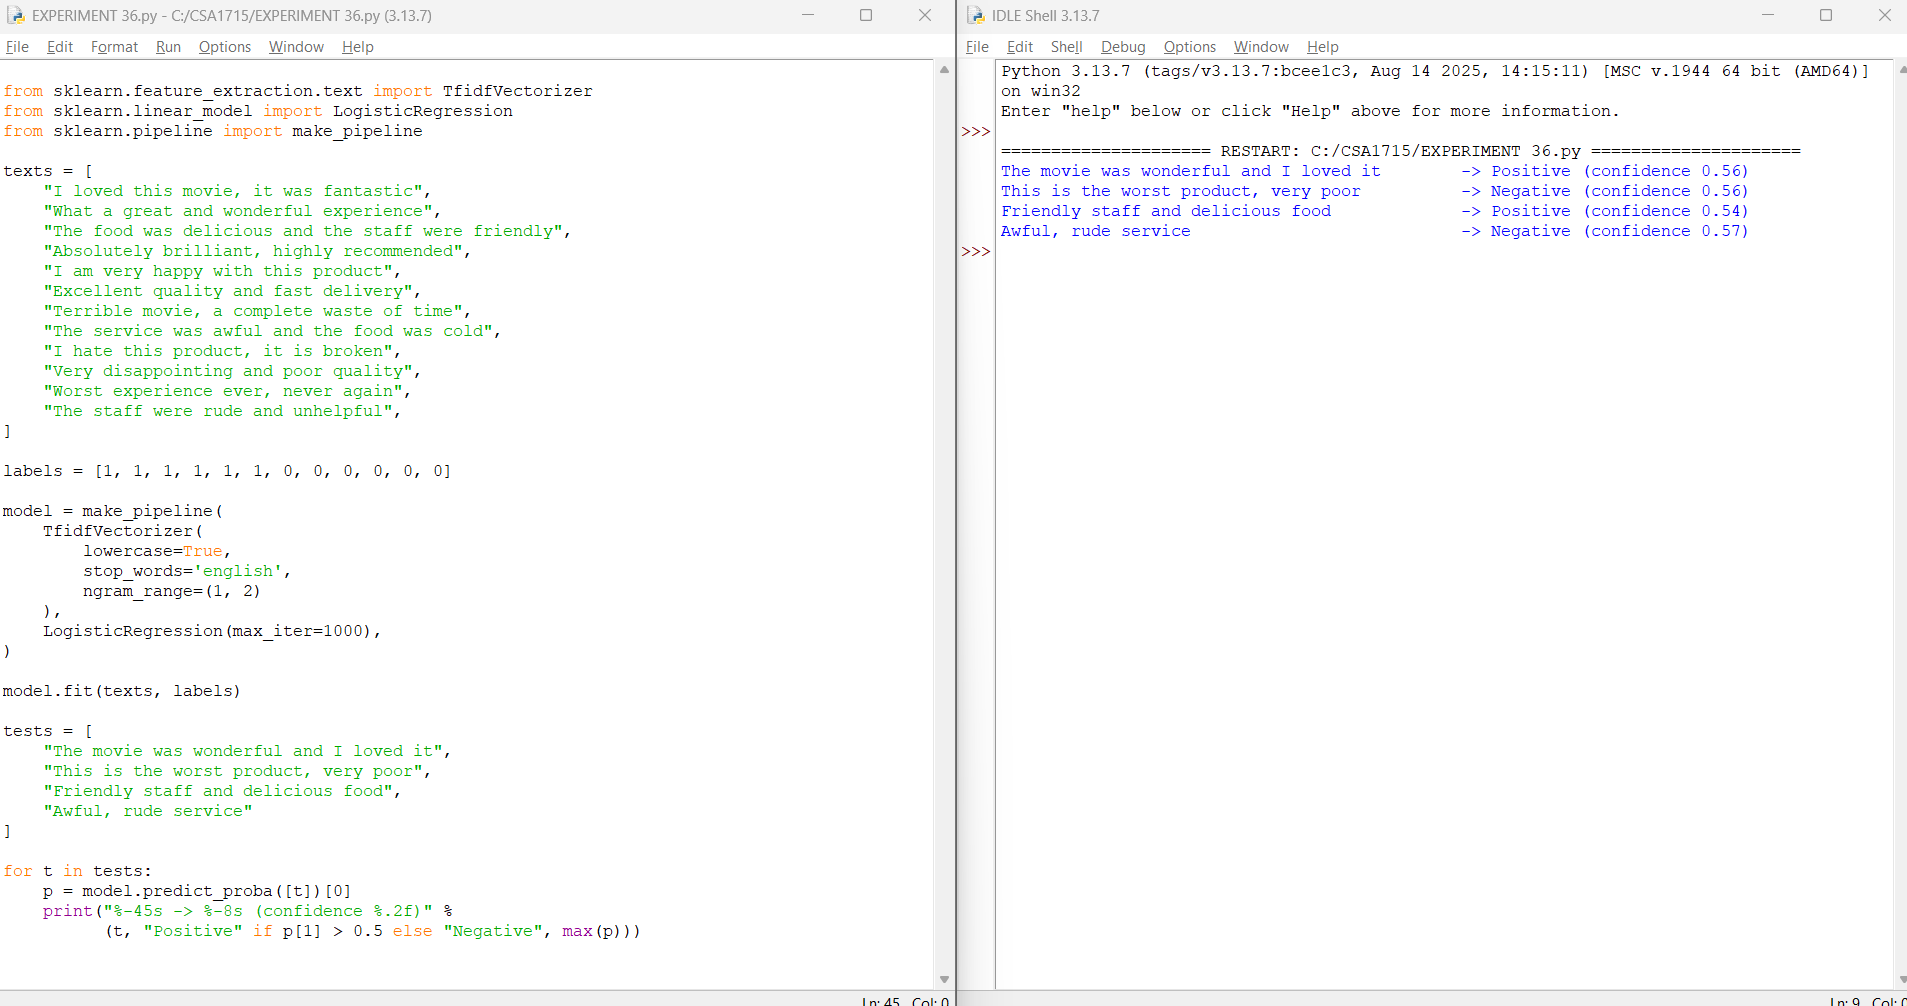 EXPERIMENT 36.py - C:/CSA1715/EXPERIMENT 36.py (3.13.7)
File Edit Format Run Options Window Help
from sklearn.feature_extraction.text import TfidfVectorizer
from sklearn.linear_model import LogisticRegression
from sklearn.pipeline import make_pipeline
texts = [
    "I loved this movie, it was fantastic",
    "What a great and wonderful experience",
    "The food was delicious and the staff were friendly",
    "Absolutely brilliant, highly recommended",
    "I am very happy with this product",
    "Excellent quality and fast delivery",
    "Terrible movie, a complete waste of time",
    "The service was awful and the food was cold",
    "I hate this product, it is broken",
    "Very disappointing and poor quality",
    "Worst experience ever, never again",
    "The staff were rude and unhelpful",
]
labels = [1, 1, 1, 1, 1, 1, 0, 0, 0, 0, 0, 0]
model = make_pipeline(
    TfidfVectorizer(
        lowercase=True,
        stop_words='english',
        ngram_range=(1, 2)
    ),
    LogisticRegression(max_iter=1000),
)
model.fit(texts, labels)
tests = [
    "The movie was wonderful and I loved it",
    "This is the worst product, very poor",
    "Friendly staff and delicious food",
    "Awful, rude service"
]
for t in tests:
    p = model.predict_proba([t])[0]
    print("%-45s -> %-8s (confidence %.2f)" %
          (t, "Positive" if p[1] > 0.5 else "Negative", max(p)))
Ln: 45 Col: 0
IDLE Shell 3.13.7
File Edit Shell Debug Options Window Help
Python 3.13.7 (tags/v3.13.7:bcee1c3, Aug 14 2025, 14:15:11) [MSC v.1944 64 bit (AMD64)]
on win32
Enter "help" below or click "Help" above for more information.
>>>
===================== RESTART: C:/CSA1715/EXPERIMENT 36.py =====================
The movie was wonderful and I loved it        -> Positive (confidence 0.56)
This is the worst product, very poor          -> Negative (confidence 0.56)
Friendly staff and delicious food             -> Positive (confidence 0.54)
Awful, rude service                           -> Negative (confidence 0.57)
>>>
Ln: 9 Col: 0